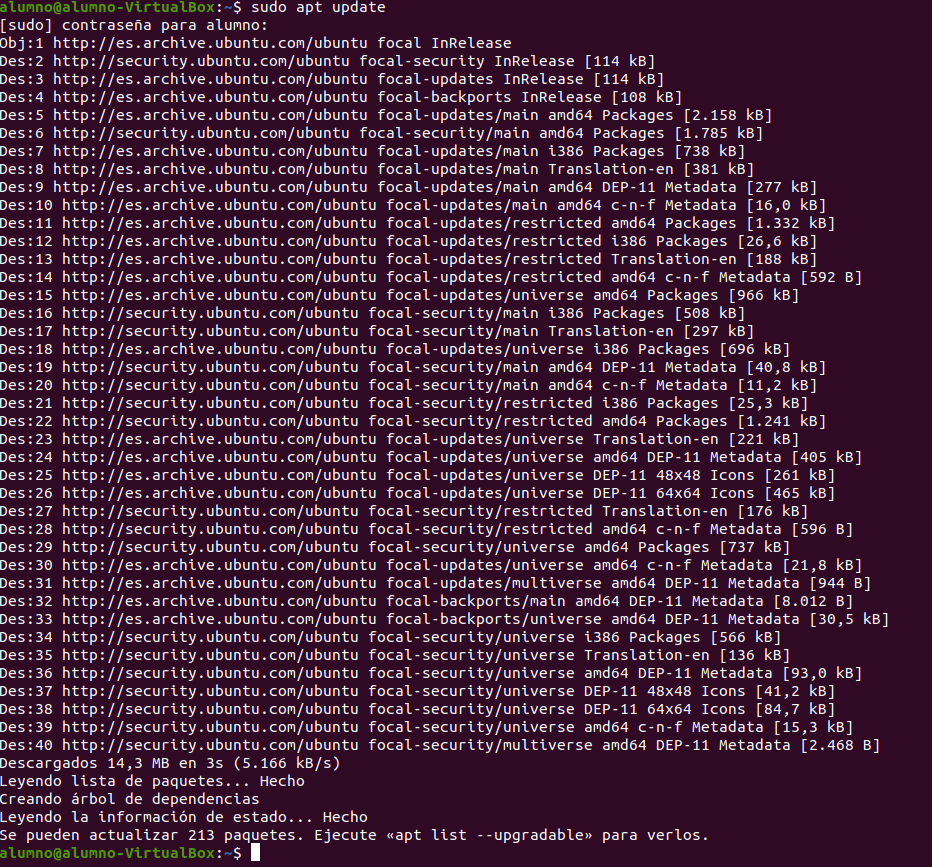 alumno@alumno-VirtualBox:~$ sudo apt update
[sudo] contraseña para alumno:
Obj:1 http://es.archive.ubuntu.com/ubuntu focal InRelease
Des:2 http://security.ubuntu.com/ubuntu focal-security InRelease [114 kB]
Des:3 http://es.archive.ubuntu.com/ubuntu focal-updates InRelease [114 kB]
Des:4 http://es.archive.ubuntu.com/ubuntu focal-backports InRelease [108 kB]
Des:5 http://es.archive.ubuntu.com/ubuntu focal-updates/main amd64 Packages [2.158 kB]
Des:6 http://security.ubuntu.com/ubuntu focal-security/main amd64 Packages [1.785 kB]
Des:7 http://es.archive.ubuntu.com/ubuntu focal-updates/main i386 Packages [738 kB]
Des:8 http://es.archive.ubuntu.com/ubuntu focal-updates/main Translation-en [381 kB]
Des:9 http://es.archive.ubuntu.com/ubuntu focal-updates/main amd64 DEP-11 Metadata [277 kB]
Des:10 http://es.archive.ubuntu.com/ubuntu focal-updates/main amd64 c-n-f Metadata [16,0 kB]
Des:11 http://es.archive.ubuntu.com/ubuntu focal-updates/restricted amd64 Packages [1.332 kB]
Des:12 http://es.archive.ubuntu.com/ubuntu focal-updates/restricted i386 Packages [26,6 kB]
Des:13 http://es.archive.ubuntu.com/ubuntu focal-updates/restricted Translation-en [188 kB]
Des:14 http://es.archive.ubuntu.com/ubuntu focal-updates/restricted amd64 c-n-f Metadata [592 B]
Des:15 http://es.archive.ubuntu.com/ubuntu focal-updates/universe amd64 Packages [966 kB]
Des:16 http://security.ubuntu.com/ubuntu focal-security/main i386 Packages [508 kB]
Des:17 http://security.ubuntu.com/ubuntu focal-security/main Translation-en [297 kB]
Des:18 http://es.archive.ubuntu.com/ubuntu focal-updates/universe i386 Packages [696 kB]
Des:19 http://security.ubuntu.com/ubuntu focal-security/main amd64 DEP-11 Metadata [40,8 kB]
Des:20 http://security.ubuntu.com/ubuntu focal-security/main amd64 c-n-f Metadata [11,2 kB]
Des:21 http://security.ubuntu.com/ubuntu focal-security/restricted i386 Packages [25,3 kB]
Des:22 http://security.ubuntu.com/ubuntu focal-security/restricted amd64 Packages [1.241 kB]
Des:23 http://es.archive.ubuntu.com/ubuntu focal-updates/universe Translation-en [221 kB]
Des:24 http://es.archive.ubuntu.com/ubuntu focal-updates/universe amd64 DEP-11 Metadata [405 kB]
Des:25 http://es.archive.ubuntu.com/ubuntu focal-updates/universe DEP-11 48x48 Icons [261 kB]
Des:26 http://es.archive.ubuntu.com/ubuntu focal-updates/universe DEP-11 64x64 Icons [465 kB]
Des:27 http://security.ubuntu.com/ubuntu focal-security/restricted Translation-en [176 kB]
Des:28 http://security.ubuntu.com/ubuntu focal-security/restricted amd64 c-n-f Metadata [596 B]
Des:29 http://security.ubuntu.com/ubuntu focal-security/universe amd64 Packages [737 kB]
Des:30 http://es.archive.ubuntu.com/ubuntu focal-updates/universe amd64 c-n-f Metadata [21,8 kB]
Des:31 http://es.archive.ubuntu.com/ubuntu focal-updates/multiverse amd64 DEP-11 Metadata [944 B]
Des:32 http://es.archive.ubuntu.com/ubuntu focal-backports/main amd64 DEP-11 Metadata [8.012 B]
Des:33 http://es.archive.ubuntu.com/ubuntu focal-backports/universe amd64 DEP-11 Metadata [30,5 kB]
Des:34 http://security.ubuntu.com/ubuntu focal-security/universe i386 Packages [566 kB]
Des:35 http://security.ubuntu.com/ubuntu focal-security/universe Translation-en [136 kB]
Des:36 http://security.ubuntu.com/ubuntu focal-security/universe amd64 DEP-11 Metadata [93,0 kB]
Des:37 http://security.ubuntu.com/ubuntu focal-security/universe DEP-11 48x48 Icons [41,2 kB]
Des:38 http://security.ubuntu.com/ubuntu focal-security/universe DEP-11 64x64 Icons [84,7 kB]
Des:39 http://security.ubuntu.com/ubuntu focal-security/universe amd64 c-n-f Metadata [15,3 kB]
Des:40 http://security.ubuntu.com/ubuntu focal-security/multiverse amd64 DEP-11 Metadata [2.468 B]
Descargados 14,3 MB en 3s (5.166 kB/s)
Leyendo lista de paquetes... Hecho
Creando árbol de dependencias
Leyendo la información de estado... Hecho
Se pueden actualizar 213 paquetes. Ejecute «apt list --upgradable» para verlos.
alumno@alumno-VirtualBox:~$